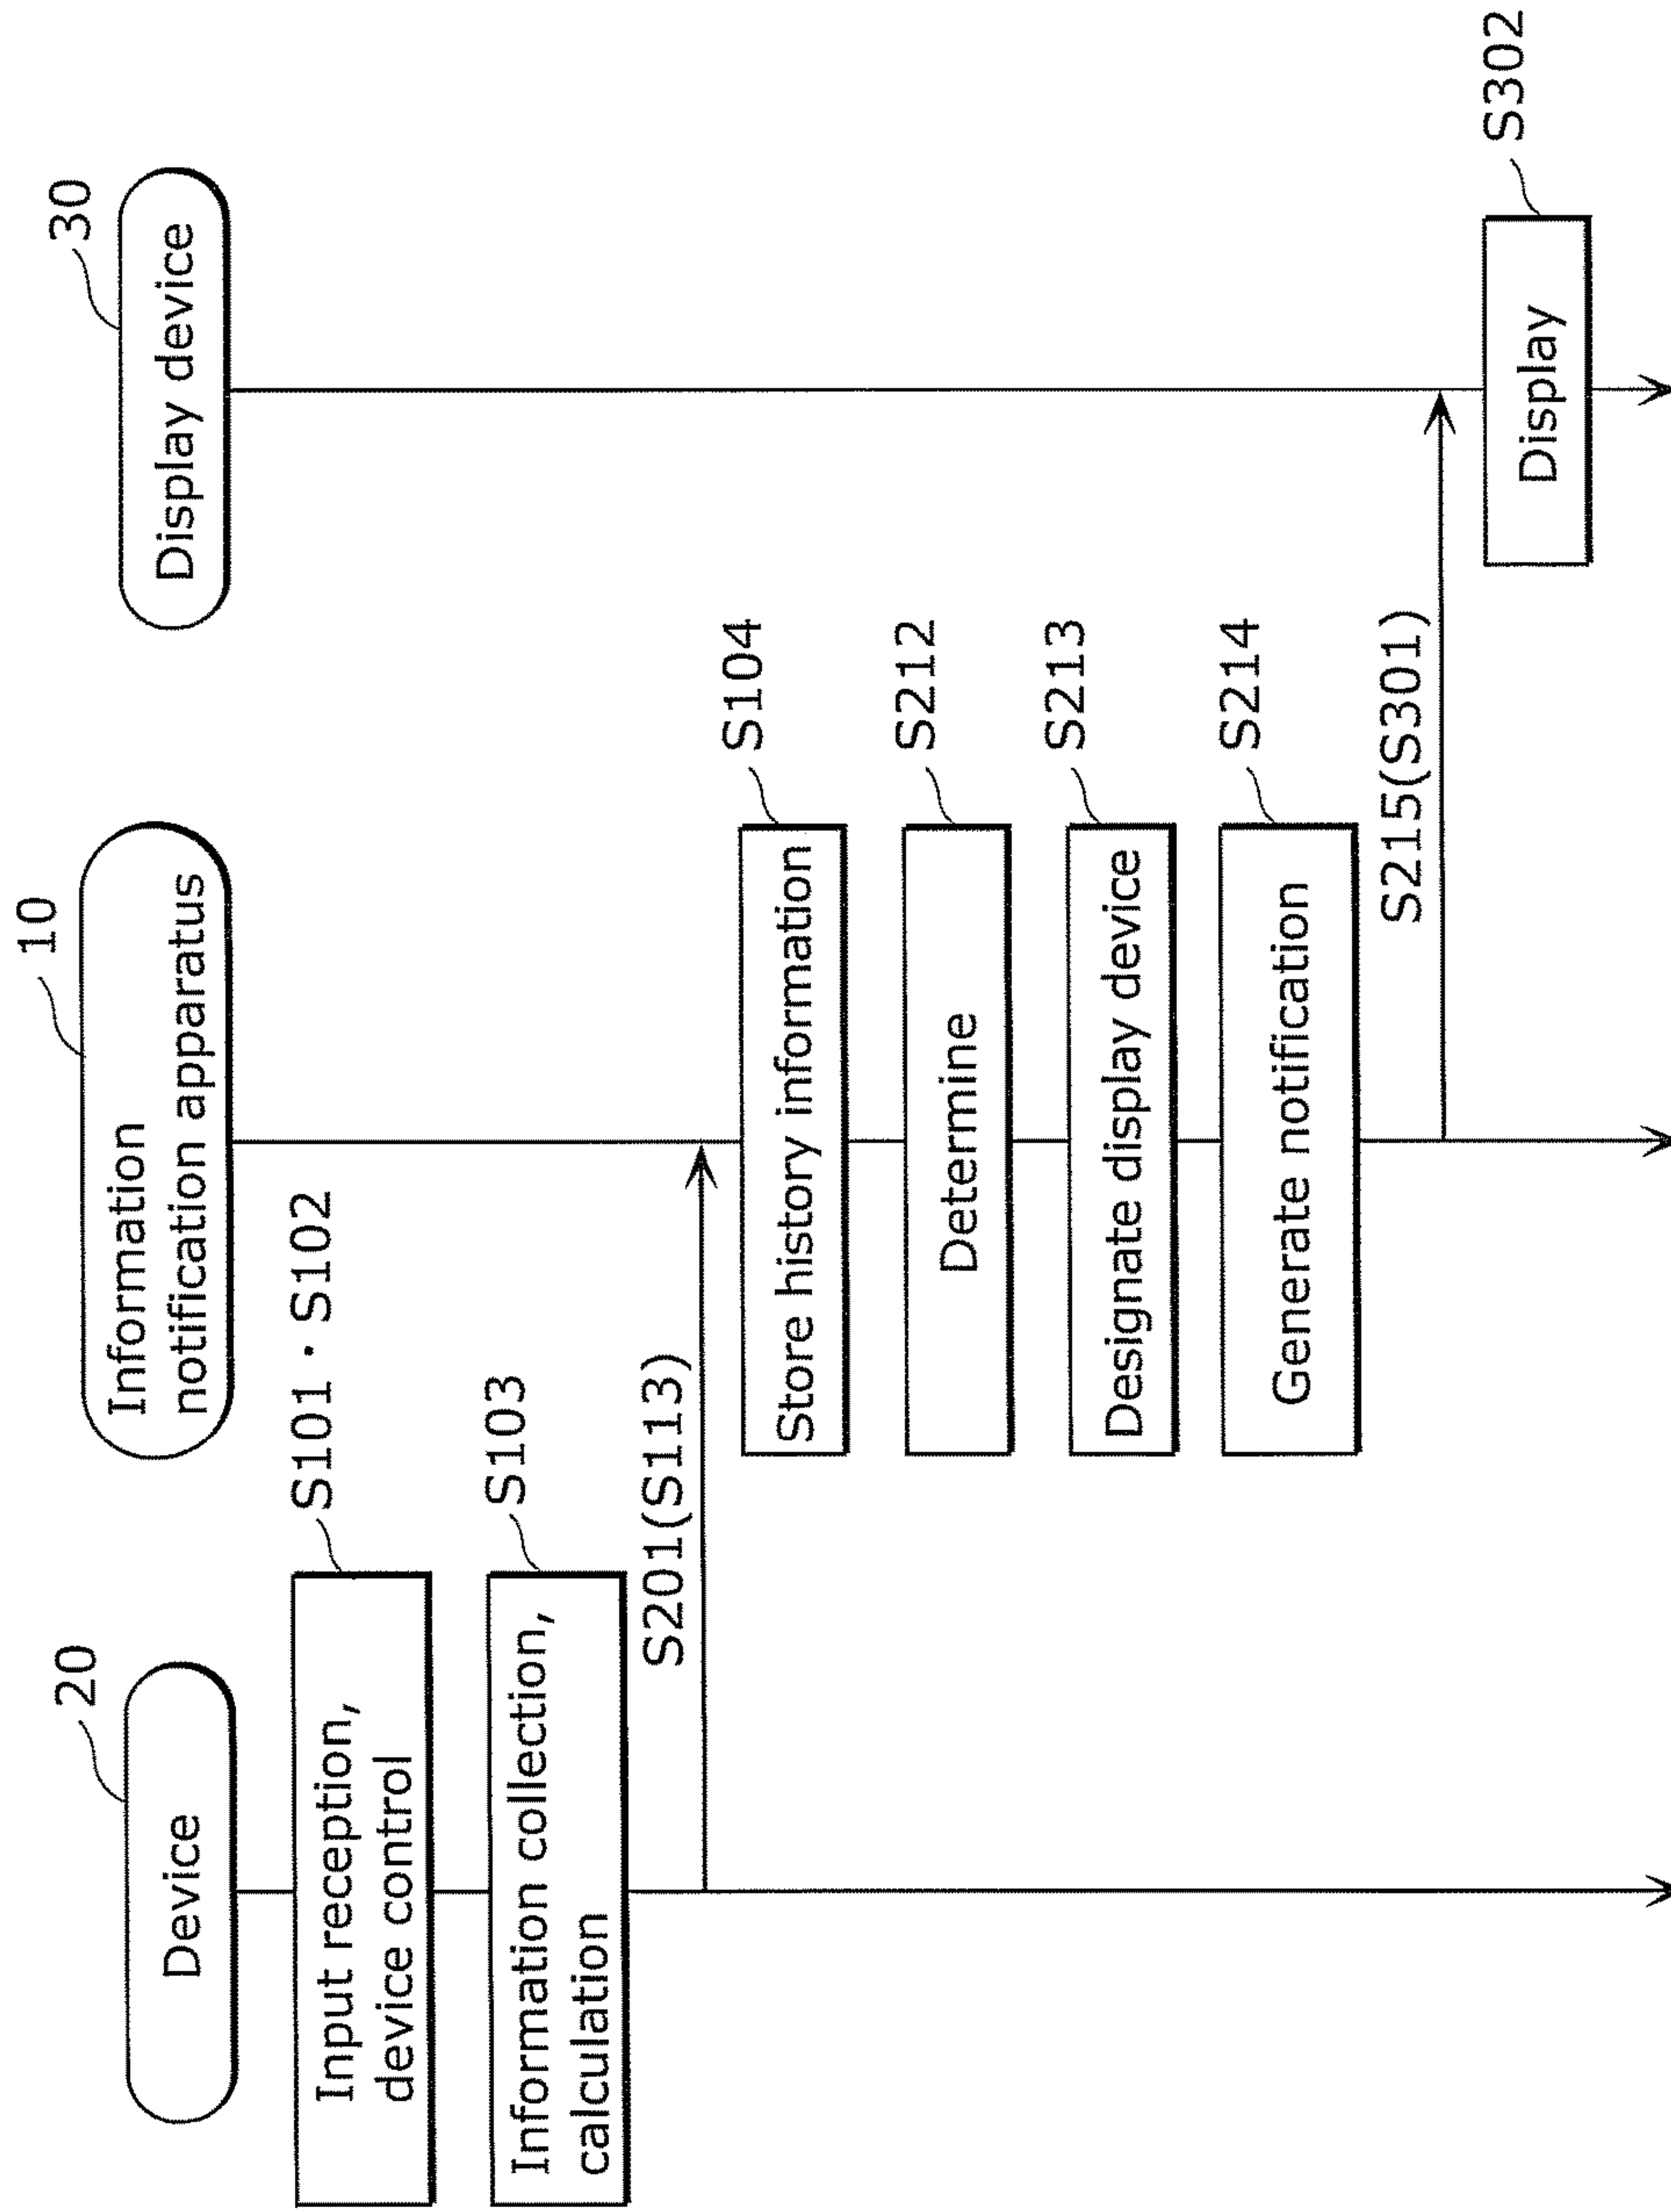 20
Device
Input reception,
device control
S101・S102
Information collection,
calculation
S103
S201(S113)
10
Information
notification apparatus
Store history information
S104
Determine
S212
Designate display device
S213
Generate notification
S214
S215(S301)
30
Display device
Display
S302